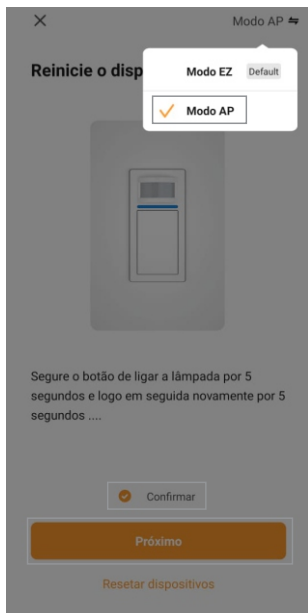 Modo AP
Reinicie o disp
Modo EZ Default
Modo AP
Segure o botão de ligar a lâmpada por 5
segundos e logo em seguida novamente por 5
segundos ....
Confirmar
Próximo
Resetar dispositivos